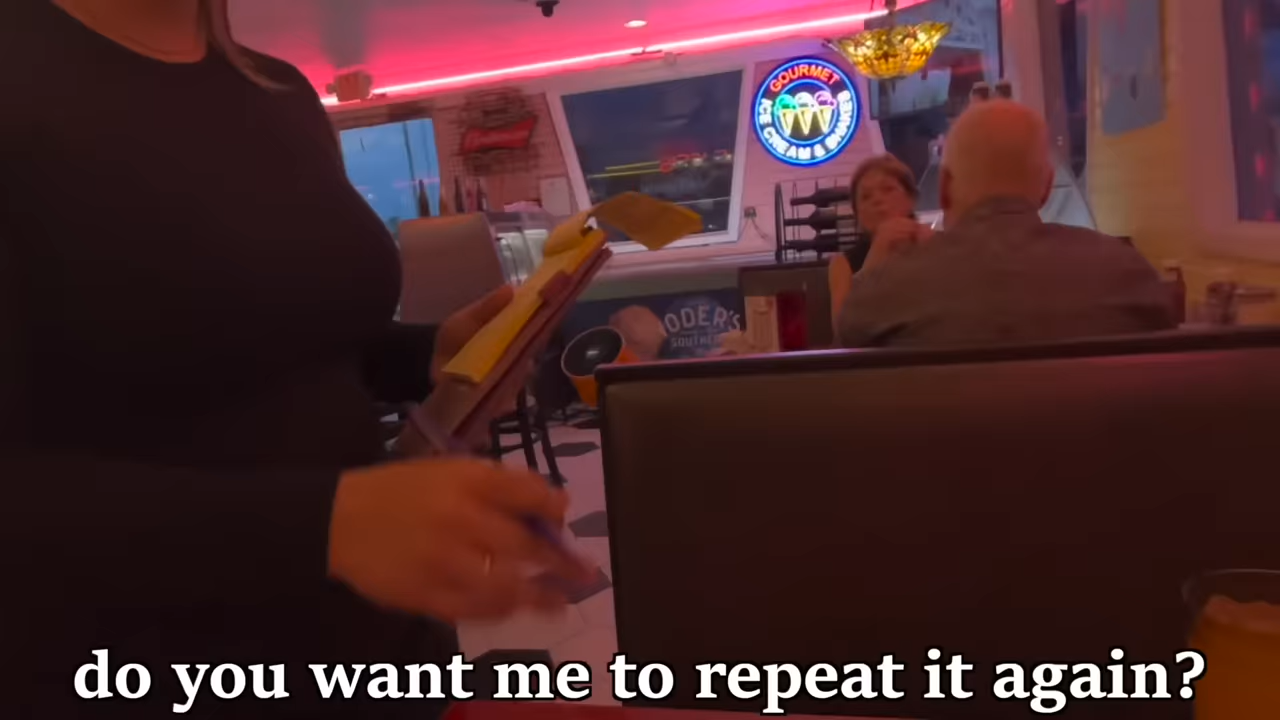 GOURMET
ICE CREAM & SHAKES
ODER'S
SOUTHE
do you want me to repeat it again?